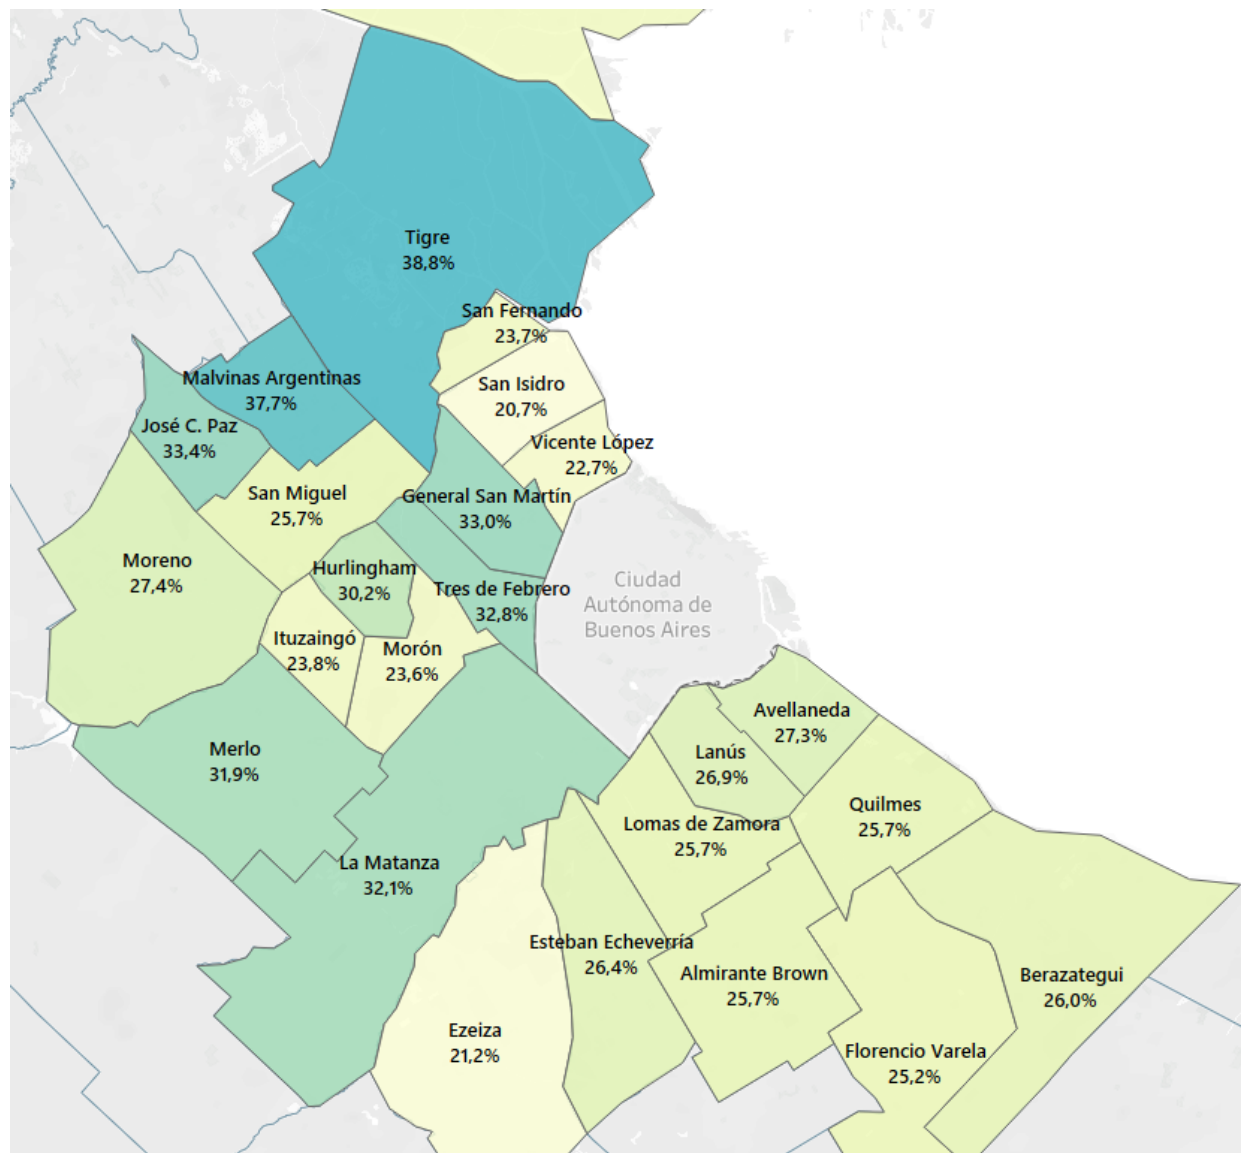 Tigre
38,8%
San Fernando
23,7%
Malvinas Argentinas
37,7%
San Isidro
20,7%
José C. Paz
33,4%
Vicente López
22,7%
San Miguel
25,7%
General San Martín
33,0%
Moreno
27,4%
Hurlingham
30,2%
Tres de Febrero
32,8%
Ciudad
Autónoma de
Buenos Aires
Ituzaingó
23,8%
Morón
23,6%
Avellaneda
27,3%
Merlo
31,9%
Lanús
26,9%
Quilmes
25,7%
Lomas de Zamora
25,7%
La Matanza
32,1%
Esteban Echeverría
26,4%
Almirante Brown
25,7%
Berazategui
26,0%
Ezeiza
21,2%
Florencio Varela
25,2%